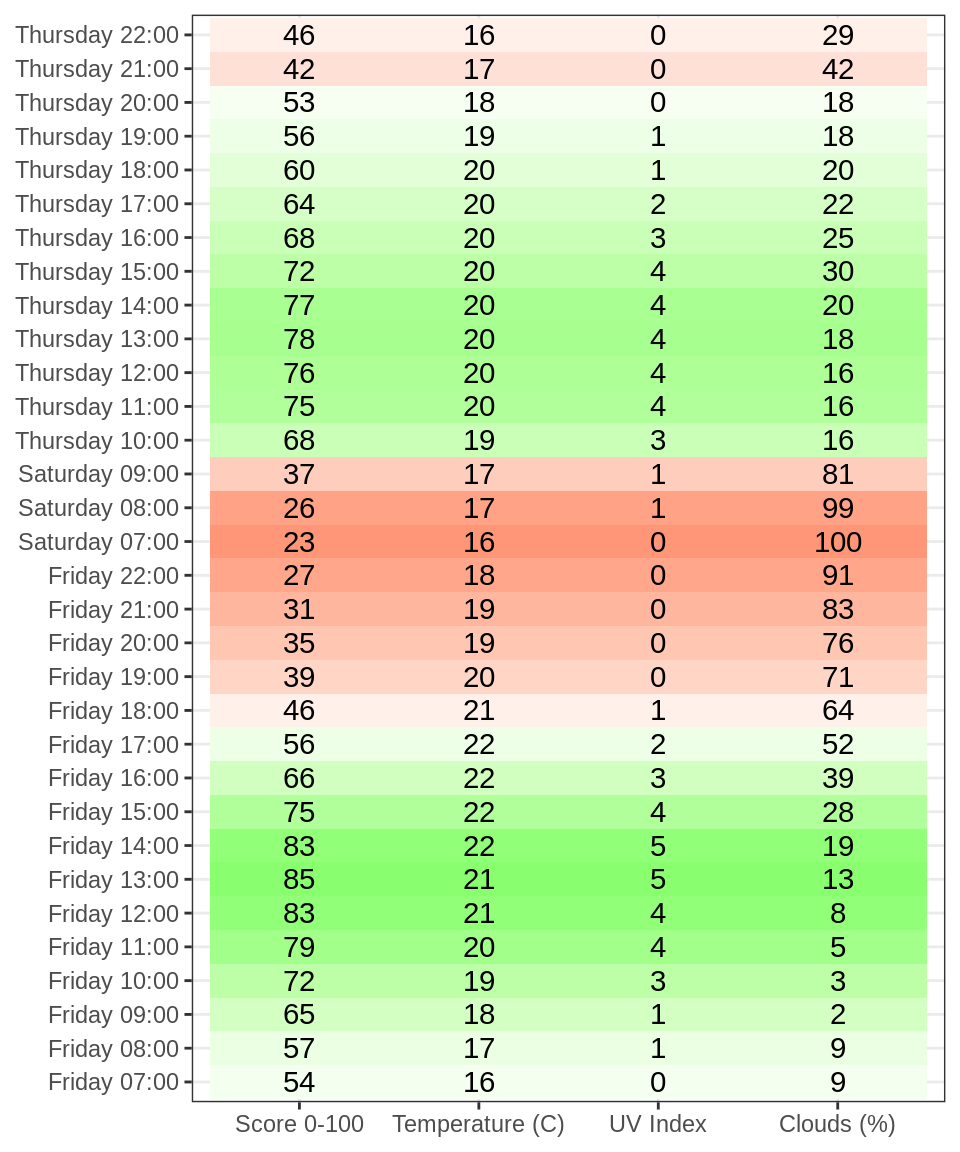 Thursday 22:00 46 16 0 29
Thursday 21:00 42 17 0 42
Thursday 20:00 53 18 0 18
Thursday 19:00 56 19 1 18
Thursday 18:00 60 20 1 20
Thursday 17:00 64 20 2 22
Thursday 16:00 68 20 3 25
Thursday 15:00 72 20 4 30
Thursday 14:00 77 20 4 20
Thursday 13:00 78 20 4 18
Thursday 12:00 76 20 4 16
Thursday 11:00 75 20 4 16
Thursday 10:00 68 19 3 16
Saturday 09:00 37 17 1 81
Saturday 08:00 26 17 1 99
Saturday 07:00 23 16 0 100
Friday 22:00 27 18 0 91
Friday 21:00 31 19 0 83
Friday 20:00 35 19 0 76
Friday 19:00 39 20 0 71
Friday 18:00 46 21 1 64
Friday 17:00 56 22 2 52
Friday 16:00 66 22 3 39
Friday 15:00 75 22 4 28
Friday 14:00 83 22 5 19
Friday 13:00 85 21 5 13
Friday 12:00 83 21 4 8
Friday 11:00 79 20 4 5
Friday 10:00 72 19 3 3
Friday 09:00 65 18 1 2
Friday 08:00 57 17 1 9
Friday 07:00 54 16 0 9
Score 0-100 Temperature (C) UV Index Clouds (%)